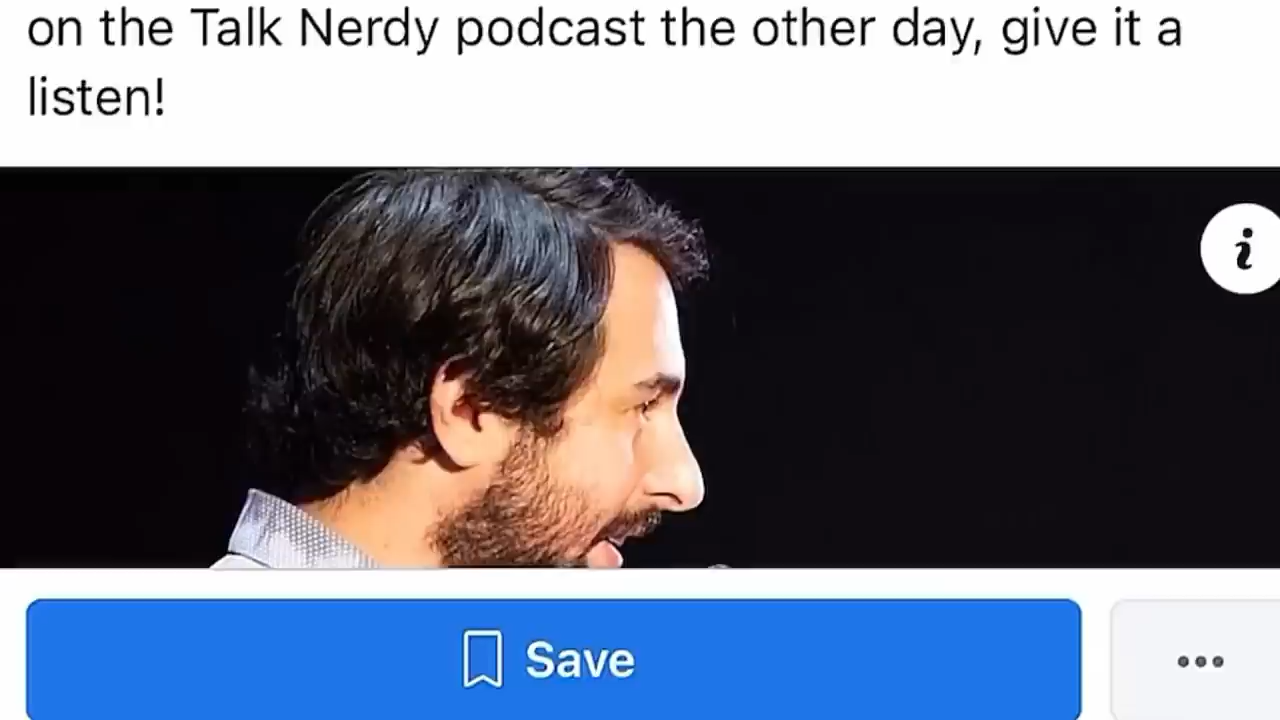 on the Talk Nerdy podcast the other day, give it a
listen!
i
Save